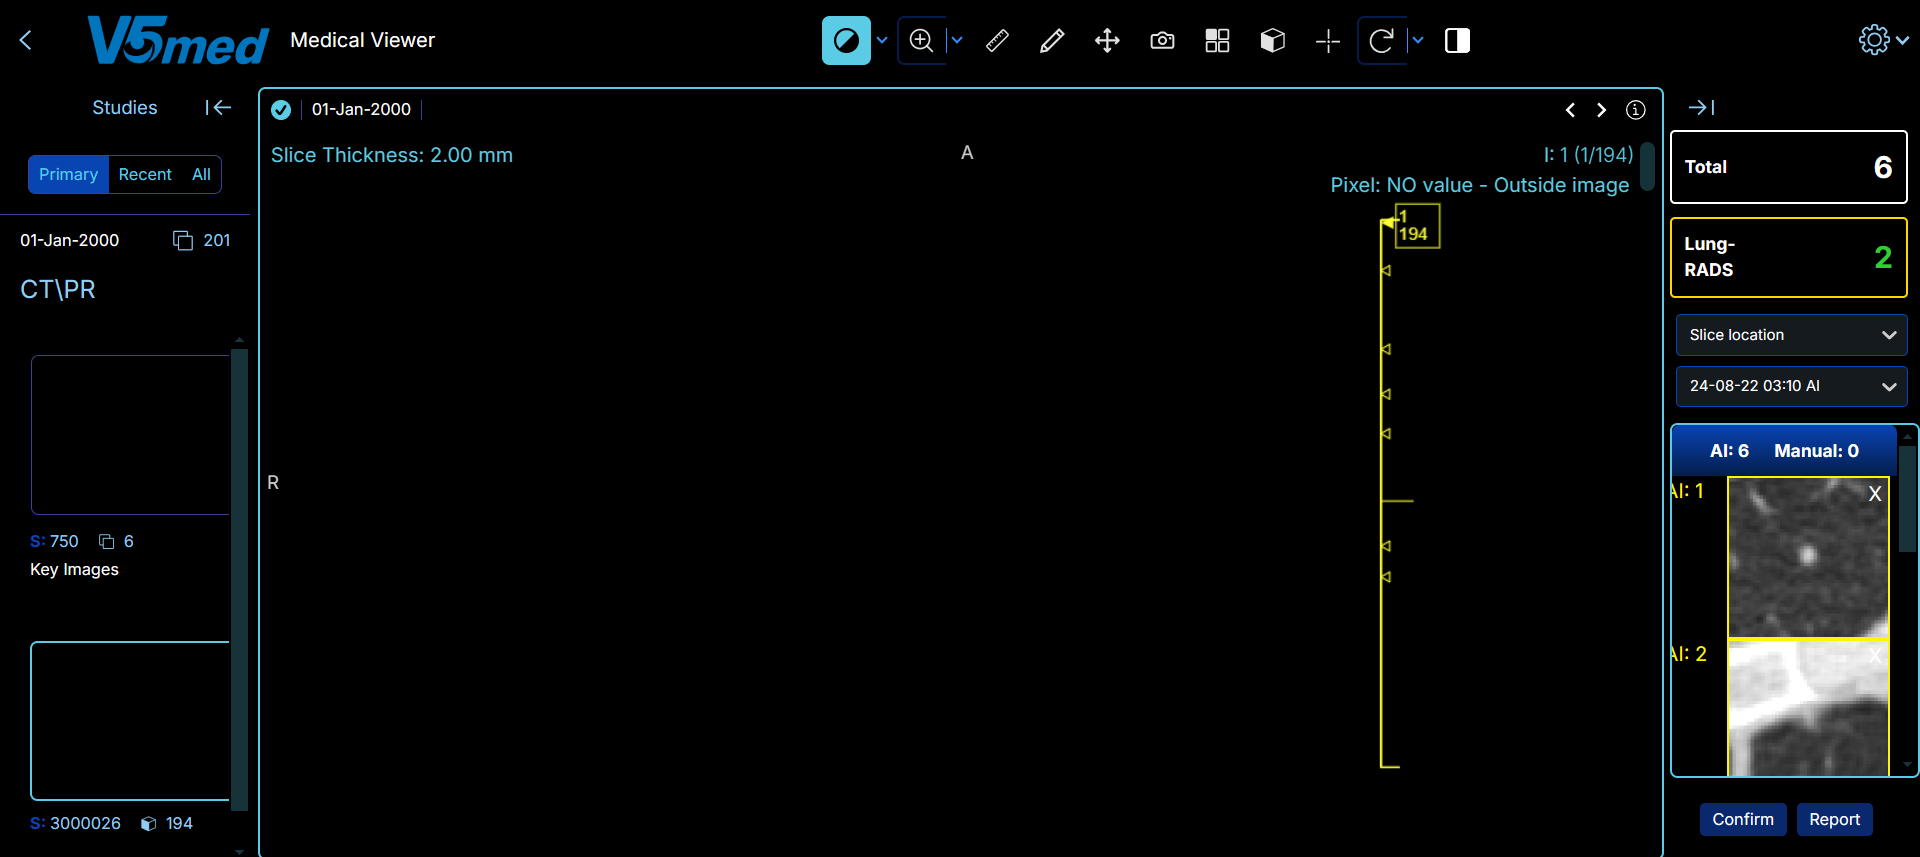 V5med
Medical Viewer
Studies
Primary
Recent
All
01-Jan-2000
201
CT\PR
S: 750
6
Key Images
S: 3000026
194
01-Jan-2000
Slice Thickness: 2.00 mm
A
I: 1 (1/194)
Pixel: NO value - Outside image
1
194
R
Total
6
Lung-
RADS
2
Slice location
24-08-22 03:10 AI
AI: 6
Manual: 0
AI: 1
X
AI: 2
X
Confirm
Report